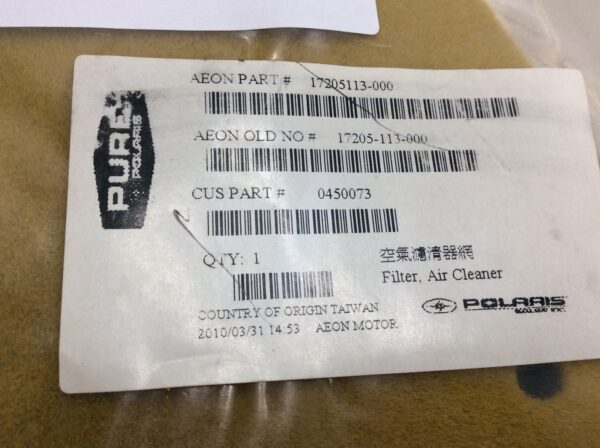 PURE
POLARIS
AEON PART # 17205113-000
AEON OLD NO # 17205-113-000
CUS PART # 0450073
QTY: 1
空氣濾清器網
Filter, Air Cleaner
COUNTRY OF ORIGIN TAIWAN
2010/03/31 14:53 AEON MOTOR
POLARIS